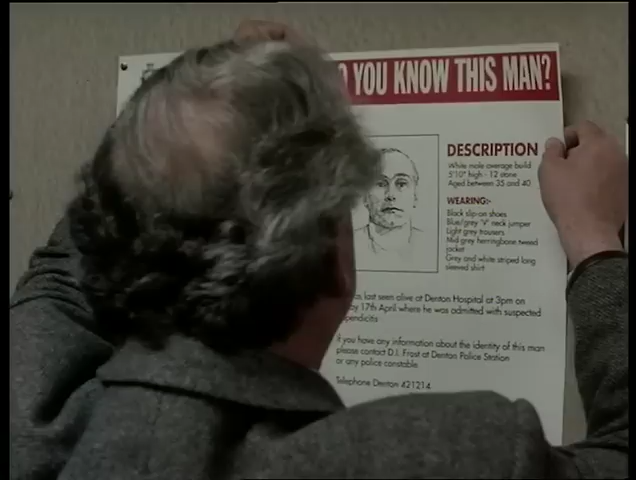 YOU KNOW THIS MAN?
DESCRIPTION
White male average build
5'10" high - 12 stone
Aged between 35 and 40
WEARING:-
Black slip-on shoes
Blue/grey 'V' neck jumper
Light grey trousers
Mid grey herringbone tweed
jacket
Grey and white striped long
sleeved shirt
last seen alive at Denton Hospital at 3pm on
17th April where he was admitted with suspected
pendicitis
if you have any information about the identity of this man
please contact D.I. Frost at Denton Police Station
or any police constable
Telephone Denton 421214